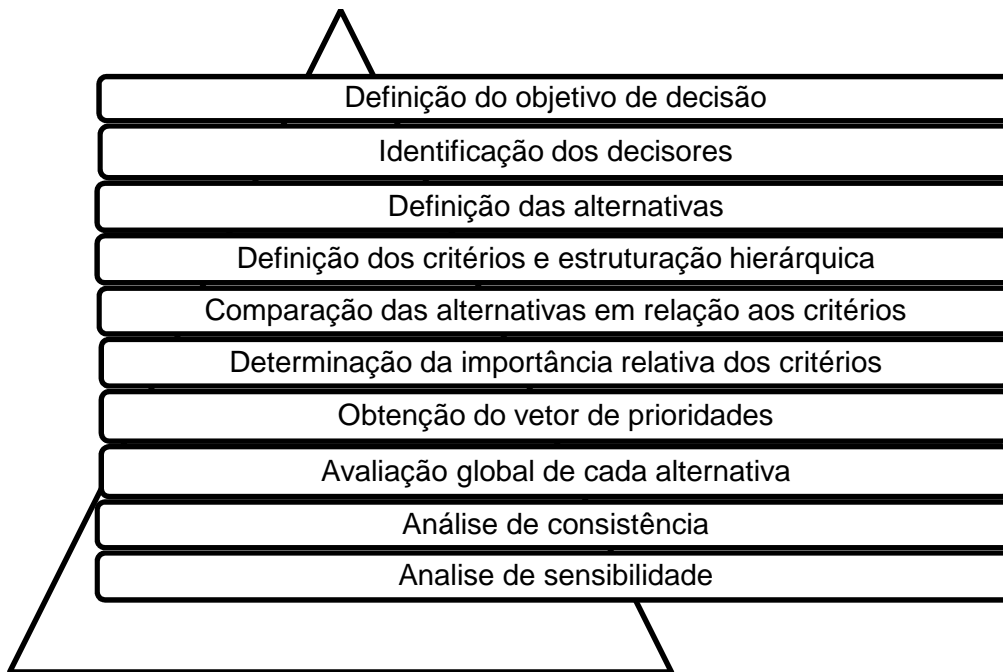 Definição do objetivo de decisão
Identificação dos decisores
Definição das alternativas
Definição dos critérios e estruturação hierárquica
Comparação das alternativas em relação aos critérios
Determinação da importância relativa dos critérios
Obtenção do vetor de prioridades
Avaliação global de cada alternativa
Análise de consistência
Analise de sensibilidade